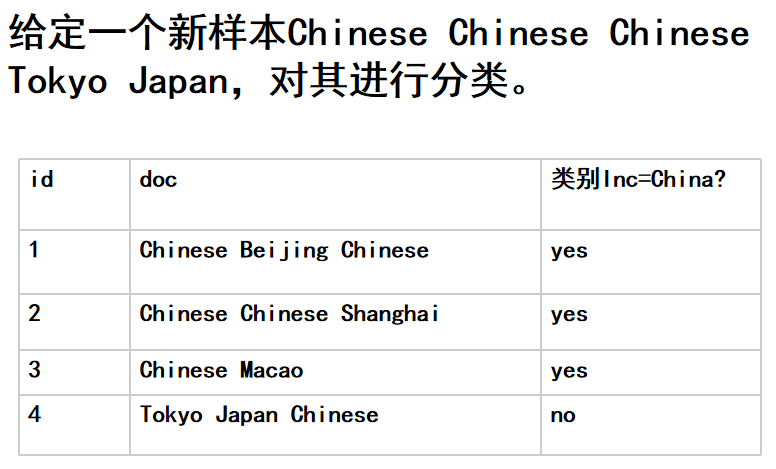 给定一个新样本Chinese Chinese Chinese
Tokyo Japan，对其进行分类。
id doc 类别Inc=China?
1 Chinese Beijing Chinese yes
2 Chinese Chinese Shanghai yes
3 Chinese Macao yes
4 Tokyo Japan Chinese no